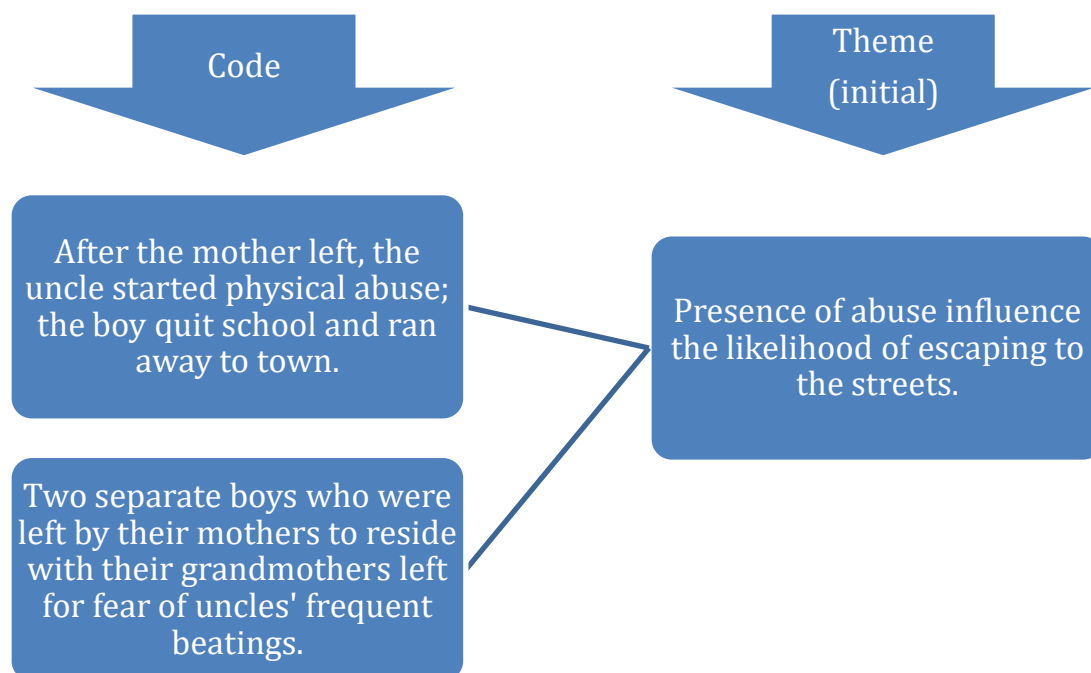 Code
Theme
(initial)
After the mother left, the
uncle started physical abuse;
the boy quit school and ran
away to town.
Presence of abuse influence
the likelihood of escaping to
the streets.
Two separate boys who were
left by their mothers to reside
with their grandmothers left
for fear of uncles' frequent
beatings.